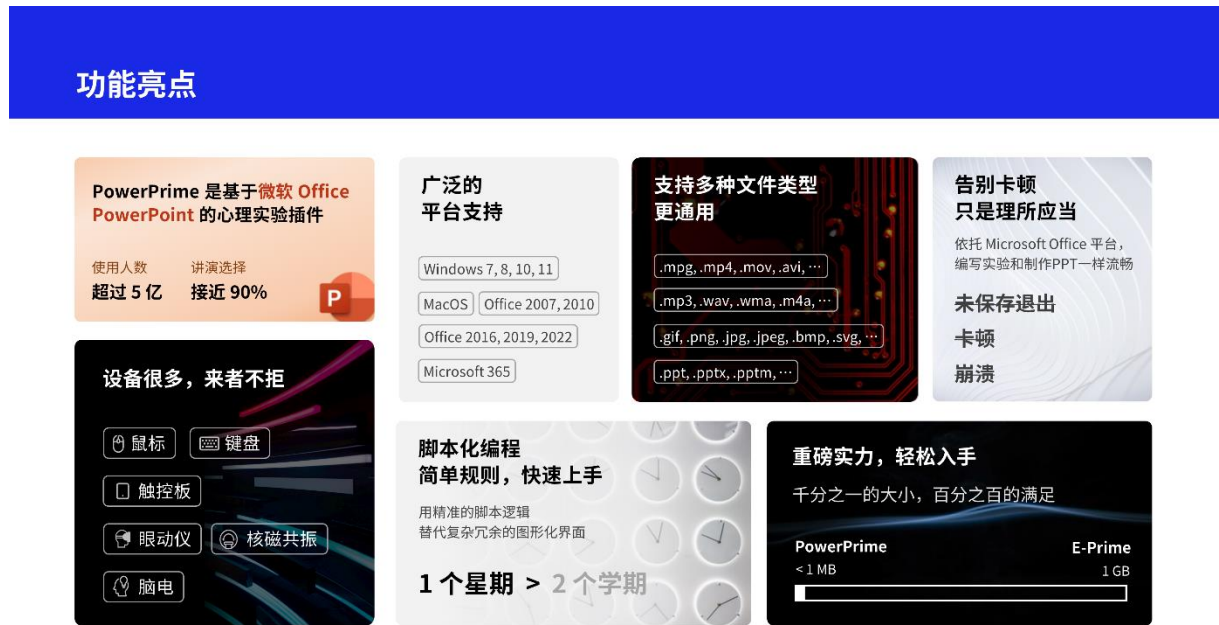 功能亮点
PowerPrime 是基于微软 Office
PowerPoint 的心理实验插件
使用人数
讲演选择
超过 5 亿
接近 90%
P
广泛的
平台支持
Windows 7, 8, 10, 11
MacOS
Office 2007, 2010
Office 2016, 2019, 2022
Microsoft 365
支持多种文件类型
更通用
.mpg, .mp4, .mov, .avi, ···
.mp3, .wav, .wma, .m4a, ···
.gif, .png, .jpg, .jpeg, .bmp, .svg, ···
.ppt, .pptx, .pptm, ···
告别卡顿
只是理所应当
依托 Microsoft Office 平台，
编写实验和制作PPT一样流畅
未保存退出
卡顿
崩溃
设备很多，来者不拒
鼠标
键盘
触控板
眼动仪
核磁共振
脑电
脚本化编程
简单规则，快速上手
用精准的脚本逻辑
替代复杂冗余的图形化界面
1 个星期 > 2 个学期
重磅实力，轻松入手
千分之一的大小，百分之百的满足
PowerPrime
E-Prime
< 1 MB
1 GB